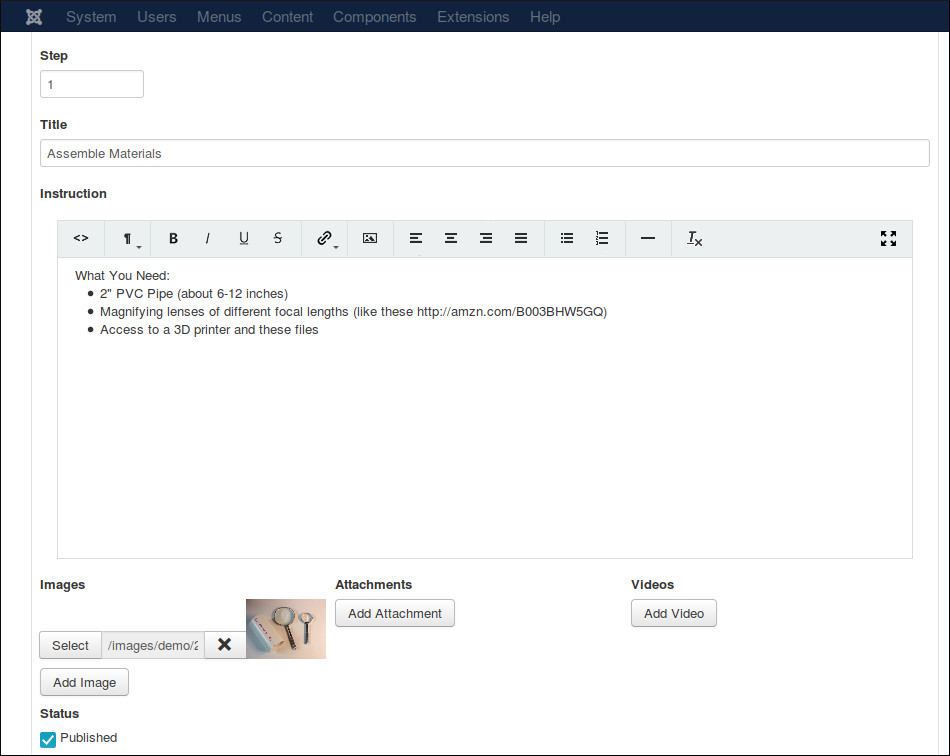 System Users Menus Content Components Extensions Help
Step
1
Title
Assemble Materials
Instruction
<> ¶ B I U S Tx
What You Need:
• 2" PVC Pipe (about 6-12 inches)
• Magnifying lenses of different focal lengths (like these http://amzn.com/B003BHW5GQ)
• Access to a 3D printer and these files
Images Attachments Videos
Add Attachment Add Video
Select /images/demo/2
Add Image
Status
Published